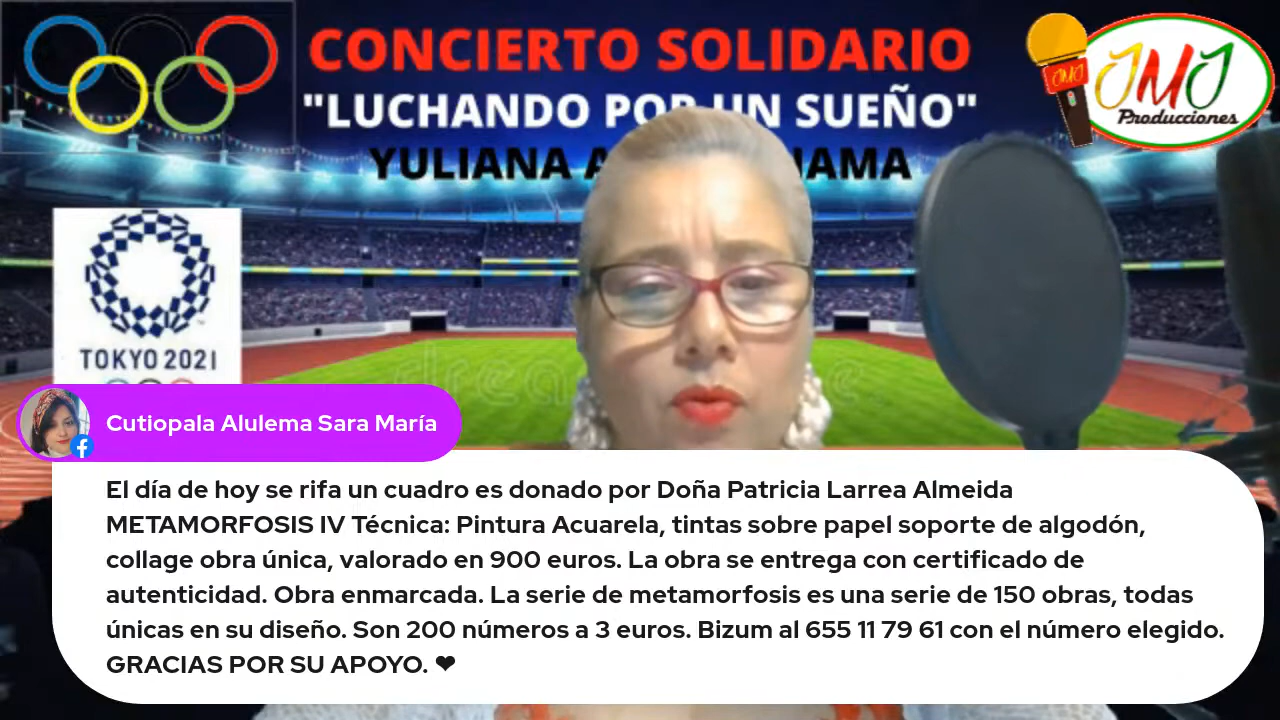 CONCIERTO SOLIDARIO
"LUCHANDO POR UN SUEÑO"
YULIANA
JMJ
JMJ
Producciones
TOKYO 2021
Cutiopala Alulema Sara María
El día de hoy se rifa un cuadro es donado por Doña Patricia Larrea Almeida
METAMORFOSIS IV Técnica: Pintura Acuarela, tintas sobre papel soporte de algodón,
collage obra única, valorado en 900 euros. La obra se entrega con certificado de
autenticidad. Obra enmarcada. La serie de metamorfosis es una serie de 150 obras, todas
únicas en su diseño. Son 200 números a 3 euros. Bizum al 655 11 79 61 con el número elegido.
GRACIAS POR SU APOYO. ❤